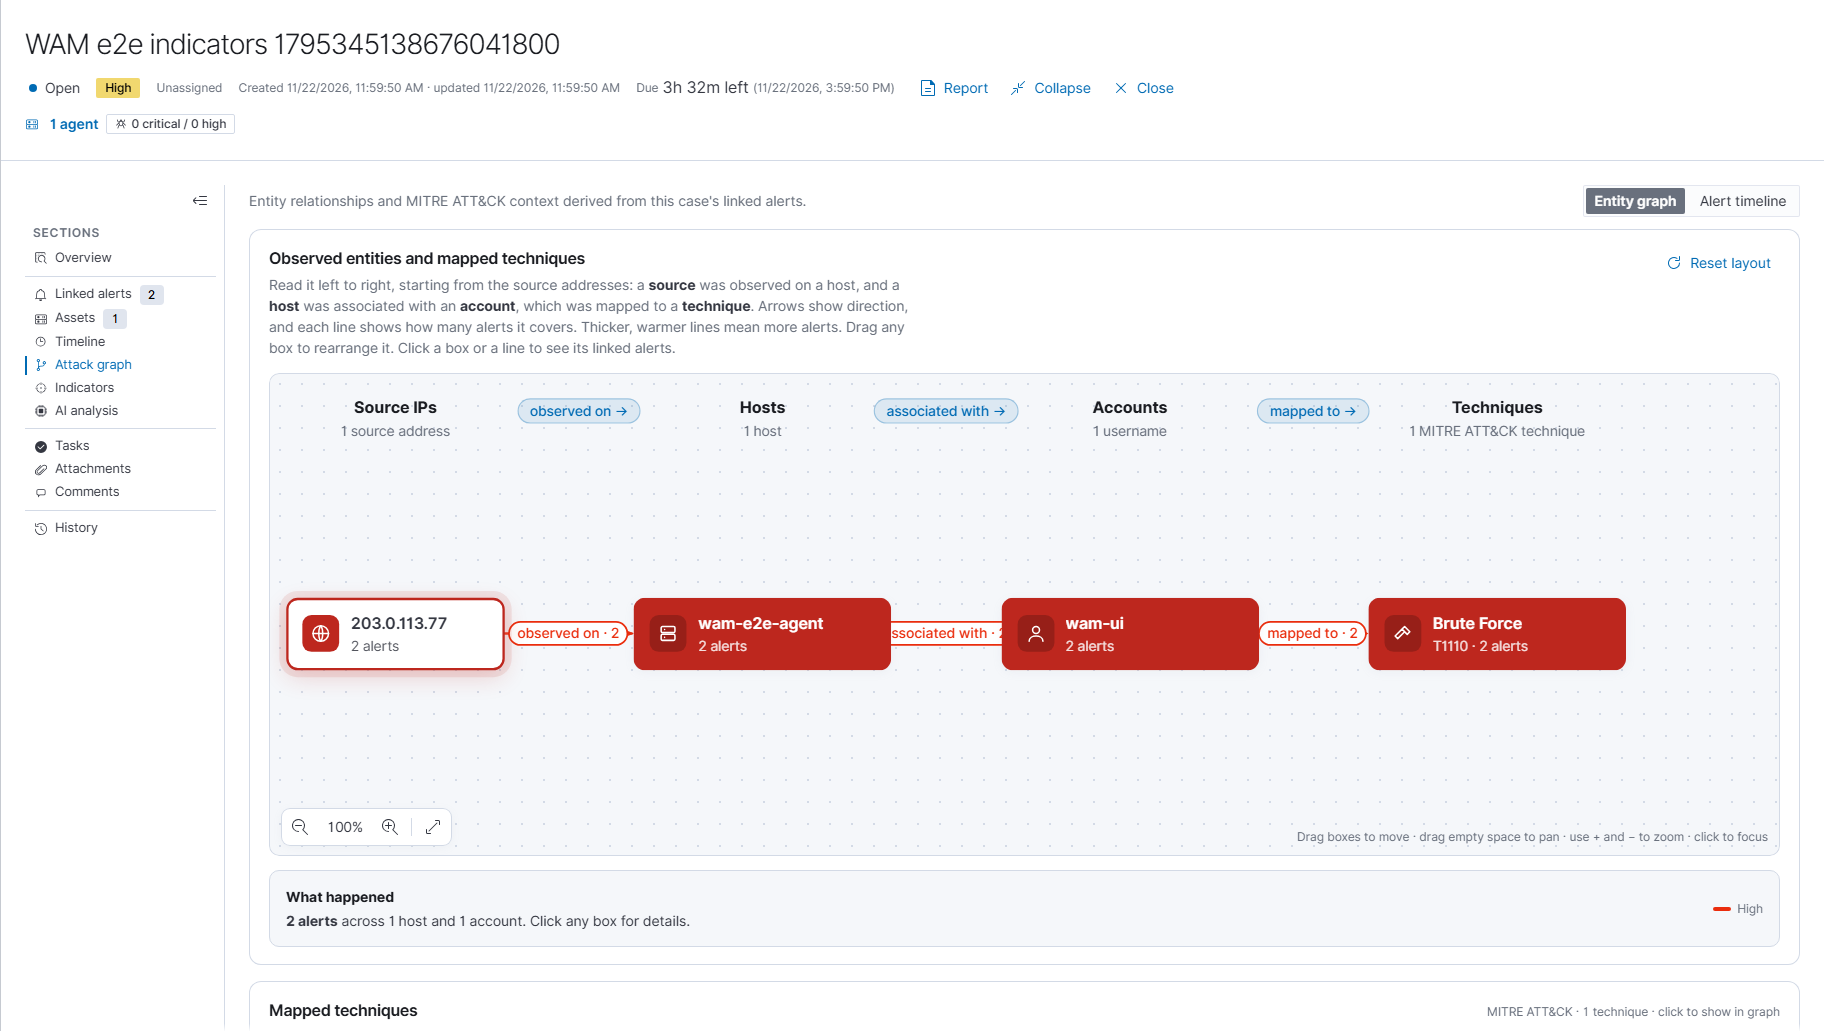 WAM e2e indicators 1795345138676041800
Open High Unassigned Created 11/22/2026, 11:59:50 AM · updated 11/22/2026, 11:59:50 AM Due 3h 32m left (11/22/2026, 3:59:50 PM) Report Collapse Close
1 agent 0 critical / 0 high
SECTIONS
Overview
Linked alerts 2
Assets 1
Timeline
Attack graph
Indicators
AI analysis
Tasks
Attachments
Comments
History
Entity relationships and MITRE ATT&CK context derived from this case's linked alerts.
Entity graph Alert timeline
Observed entities and mapped techniques
Reset layout
Read it left to right, starting from the source addresses: a source was observed on a host, and a
host was associated with an account, which was mapped to a technique. Arrows show direction,
and each line shows how many alerts it covers. Thicker, warmer lines mean more alerts. Drag any
box to rearrange it. Click a box or a line to see its linked alerts.
Source IPs observed on → Hosts associated with → Accounts mapped to → Techniques
1 source address 1 host 1 username 1 MITRE ATT&CK technique
203.0.113.77
2 alerts
observed on · 2
wam-e2e-agent
2 alerts
ssociated with · 2
wam-ui
2 alerts
mapped to · 2
Brute Force
T1110 · 2 alerts
100%
Drag boxes to move · drag empty space to pan · use + and − to zoom · click to focus
What happened
2 alerts across 1 host and 1 account. Click any box for details.
High
Mapped techniques
MITRE ATT&CK · 1 technique · click to show in graph